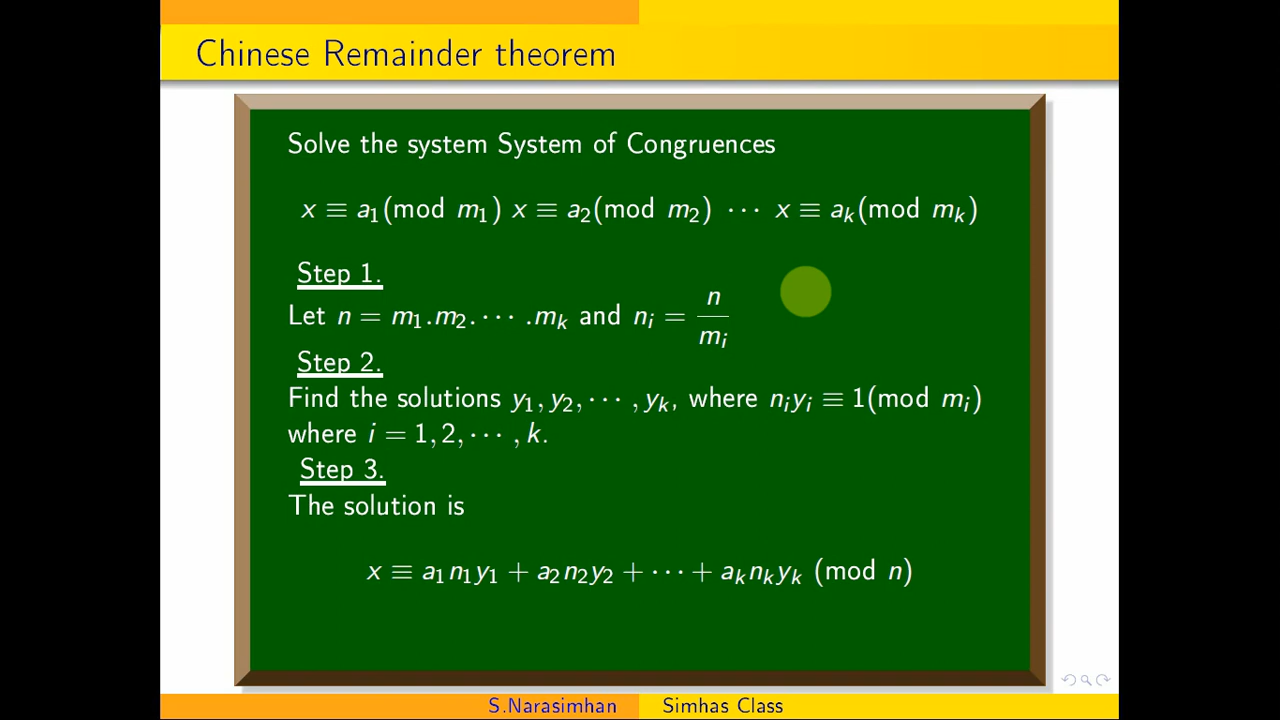 Chinese Remainder theorem
Solve the system System of Congruences
x ≡ a₁(mod m₁) x ≡ a₂(mod m₂) ⋯ x ≡ aₖ(mod mₖ)
Step 1.
Let n = m₁.m₂.⋯.mₖ and nᵢ = n/mᵢ
Step 2.
Find the solutions y₁, y₂, ⋯ , yₖ, where nᵢyᵢ ≡ 1(mod mᵢ)
where i = 1, 2, ⋯ , k.
Step 3.
The solution is
x ≡ a₁n₁y₁ + a₂n₂y₂ + ⋯ + aₖnₖyₖ (mod n)
S.Narasimhan Simhas Class